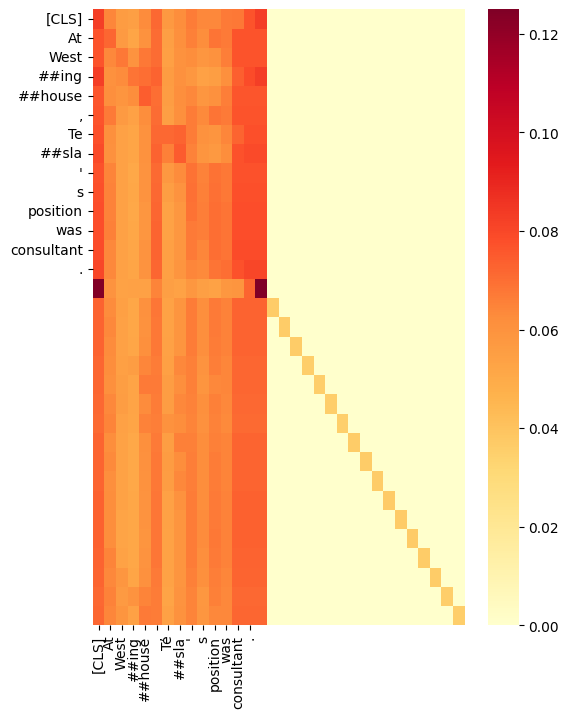 [CLS]
At
West
##ing
##house
,
Te
##sla
'
s
position
was
consultant
.
0.12
0.10
0.08
0.06
0.04
0.02
0.00
[CLS]
At
West
##ing
##house
,
Te
##sla
'
s
position
was
consultant
.